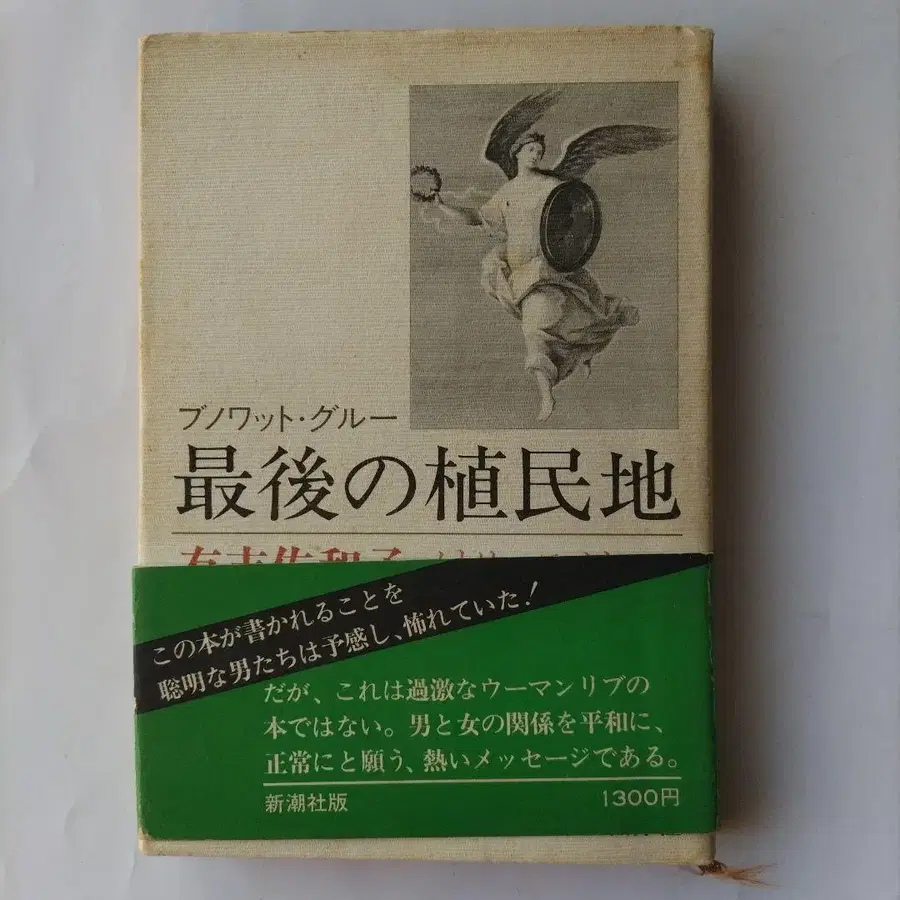 ブノワット・グルー
最後の植民地
有吉佐和子
この本が書かれることを
聡明な男たちは予感し、怖れていた!
だが、これは過激なウーマンリブの
本ではない。男と女の関係を平和に、
正常にと願う、熱いメッセージである。
新潮社版
1300円